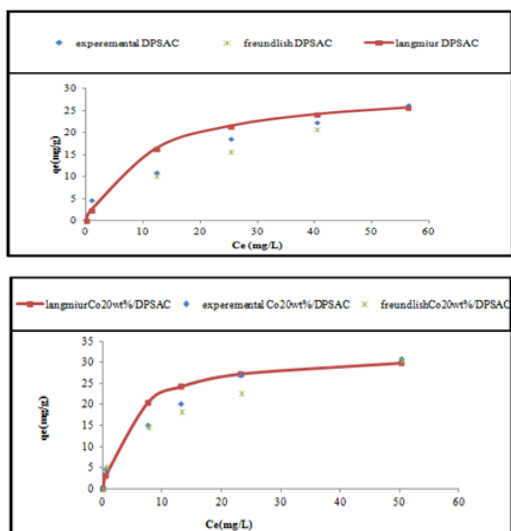 experemental DPSAC freundlish DPSAC langmiur DPSAC
30
25
20
15
10
5
0
qe(mg/g)
0 10 20 30 40 50 60
Ce (mg/L)
langmiurCo20wt%/DPSAC experemental Co20wt%/DPSAC freundlishCo20wt%/DPSAC
35
30
25
20
15
10
5
0
qe(mg/g)
0 10 20 30 40 50 60
Ce(mg/L)